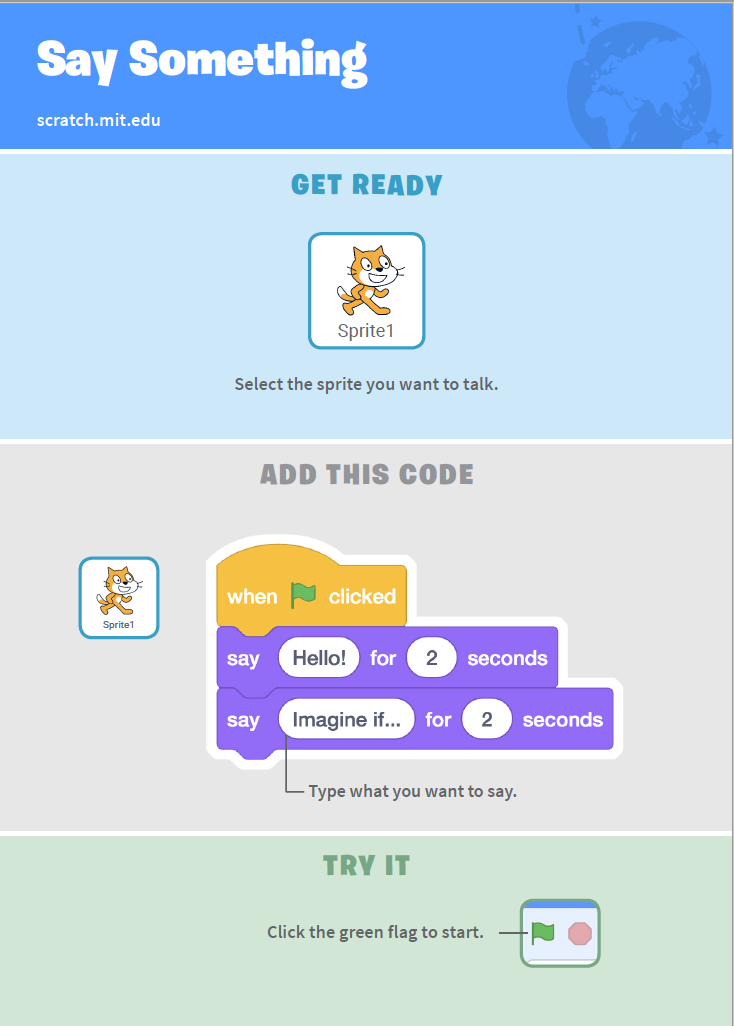 Say Something
scratch.mit.edu
GET READY
Sprite1
Select the sprite you want to talk.
ADD THIS CODE
Sprite1
when clicked
say Hello! for 2 seconds
say Imagine if... for 2 seconds
Type what you want to say.
TRY IT
Click the green flag to start.